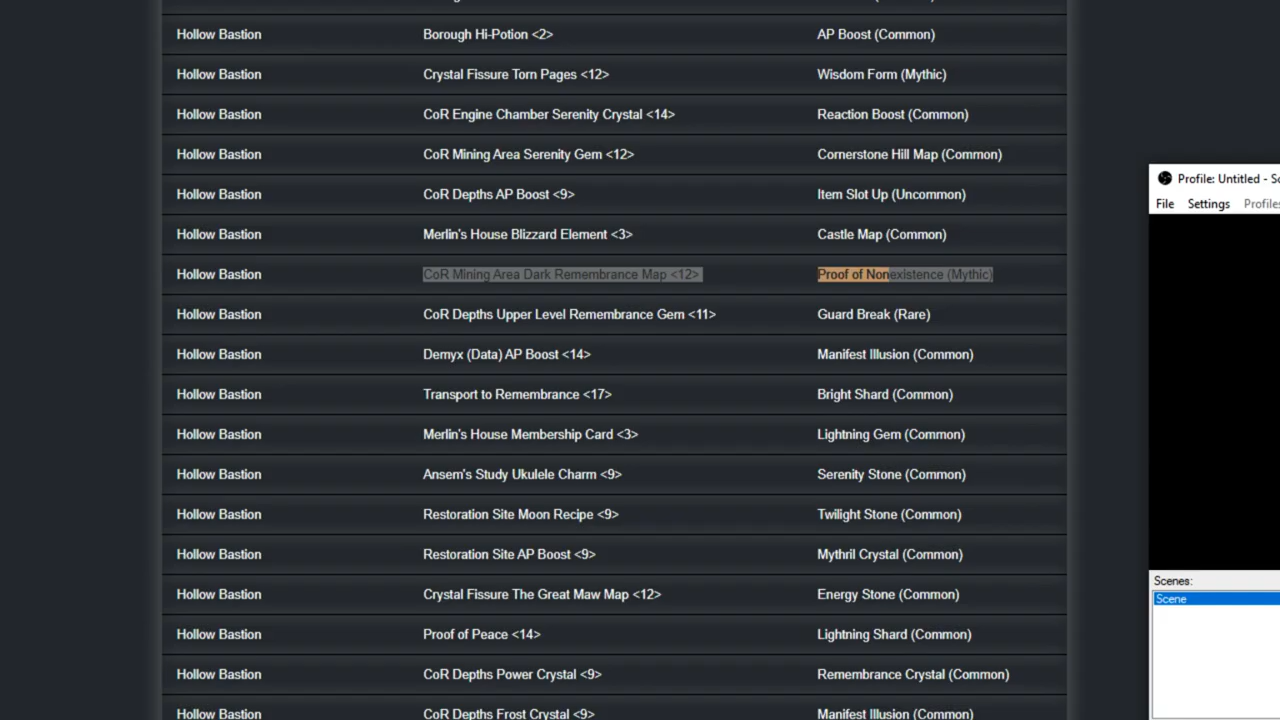 Hollow Bastion Borough Hi-Potion <2> AP Boost (Common)
Hollow Bastion Crystal Fissure Torn Pages <12> Wisdom Form (Mythic)
Hollow Bastion CoR Engine Chamber Serenity Crystal <14> Reaction Boost (Common)
Hollow Bastion CoR Mining Area Serenity Gem <12> Cornerstone Hill Map (Common)
Hollow Bastion CoR Depths AP Boost <9> Item Slot Up (Uncommon)
Hollow Bastion Merlin's House Blizzard Element <3> Castle Map (Common)
Hollow Bastion CoR Mining Area Dark Remembrance Map <12> Proof of Nonexistence (Mythic)
Hollow Bastion CoR Depths Upper Level Remembrance Gem <11> Guard Break (Rare)
Hollow Bastion Demyx (Data) AP Boost <14> Manifest Illusion (Common)
Hollow Bastion Transport to Remembrance <17> Bright Shard (Common)
Hollow Bastion Merlin's House Membership Card <3> Lightning Gem (Common)
Hollow Bastion Ansem's Study Ukulele Charm <9> Serenity Stone (Common)
Hollow Bastion Restoration Site Moon Recipe <9> Twilight Stone (Common)
Hollow Bastion Restoration Site AP Boost <9> Mythril Crystal (Common)
Hollow Bastion Crystal Fissure The Great Maw Map <12> Energy Stone (Common)
Hollow Bastion Proof of Peace <14> Lightning Shard (Common)
Hollow Bastion CoR Depths Power Crystal <9> Remembrance Crystal (Common)
Hollow Bastion CoR Depths Frost Crystal <9> Manifest Illusion (Common)
Profile: Untitled - Sc
File Settings Profiles
Scenes:
Scene